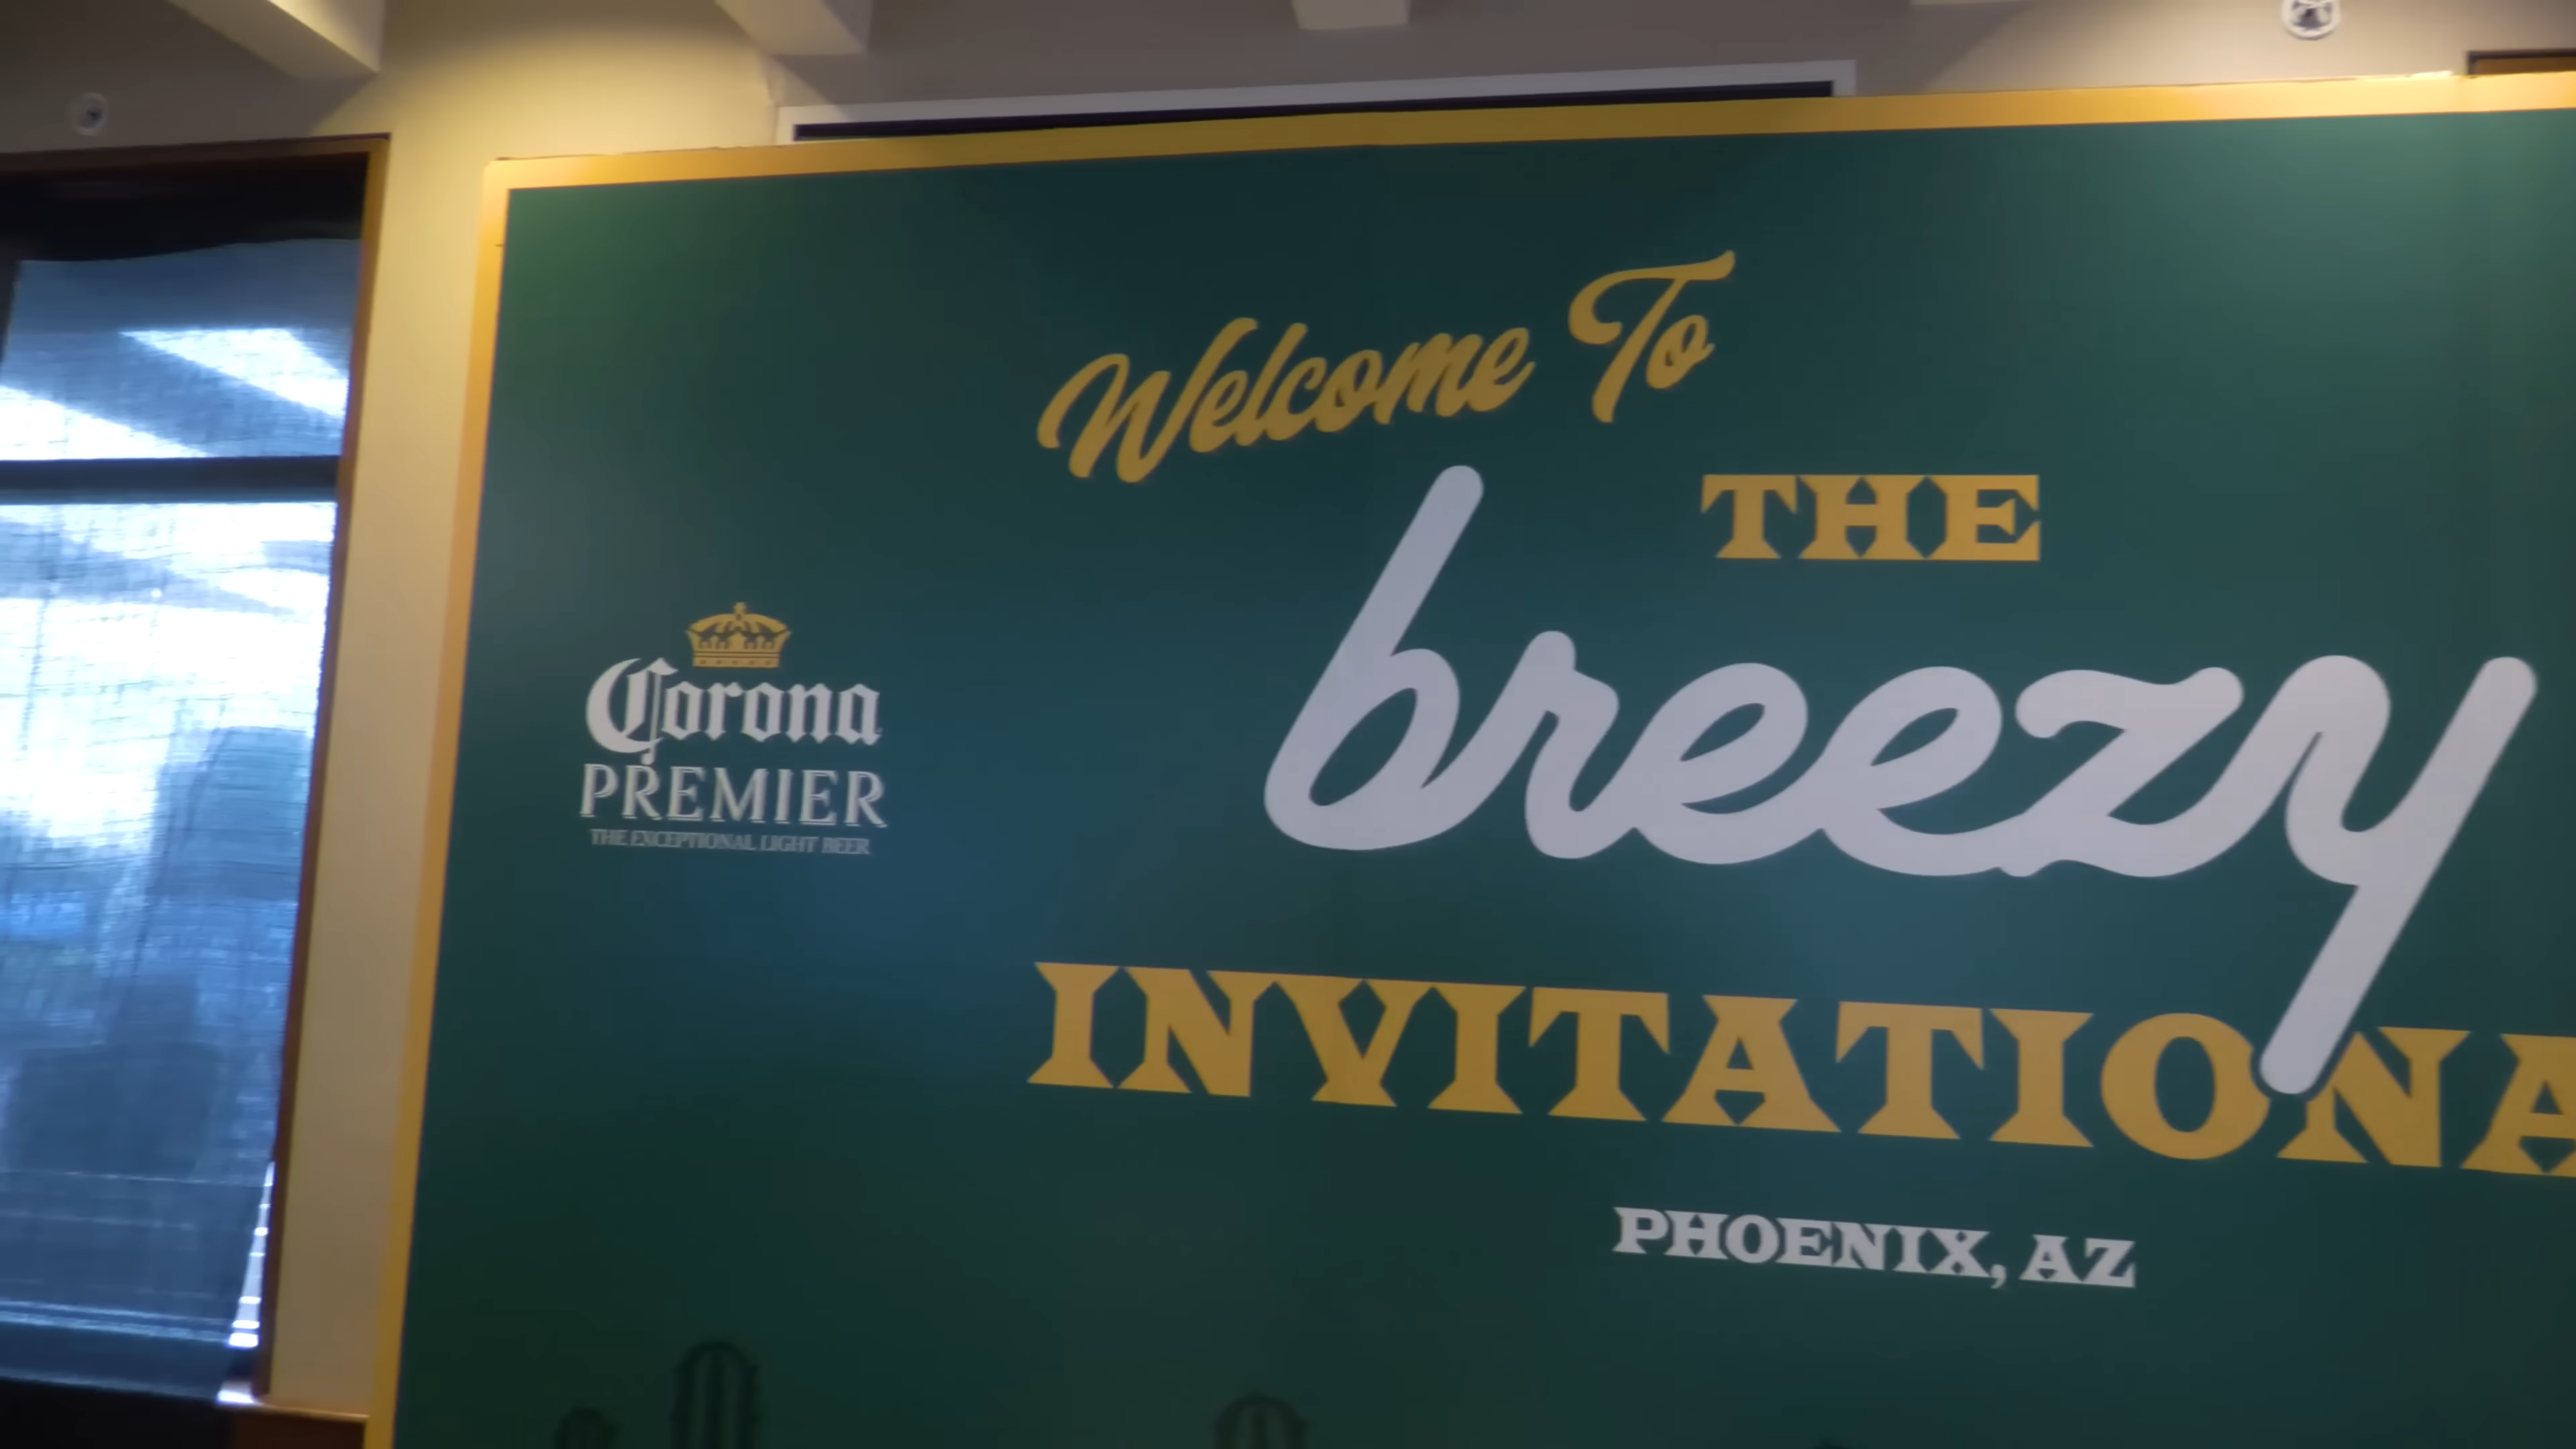 Welcome To
THE
breezy
INVITATIONA
PHOENIX, AZ
Corona
PREMIER
THE EXCEPTIONAL LIGHT BEER